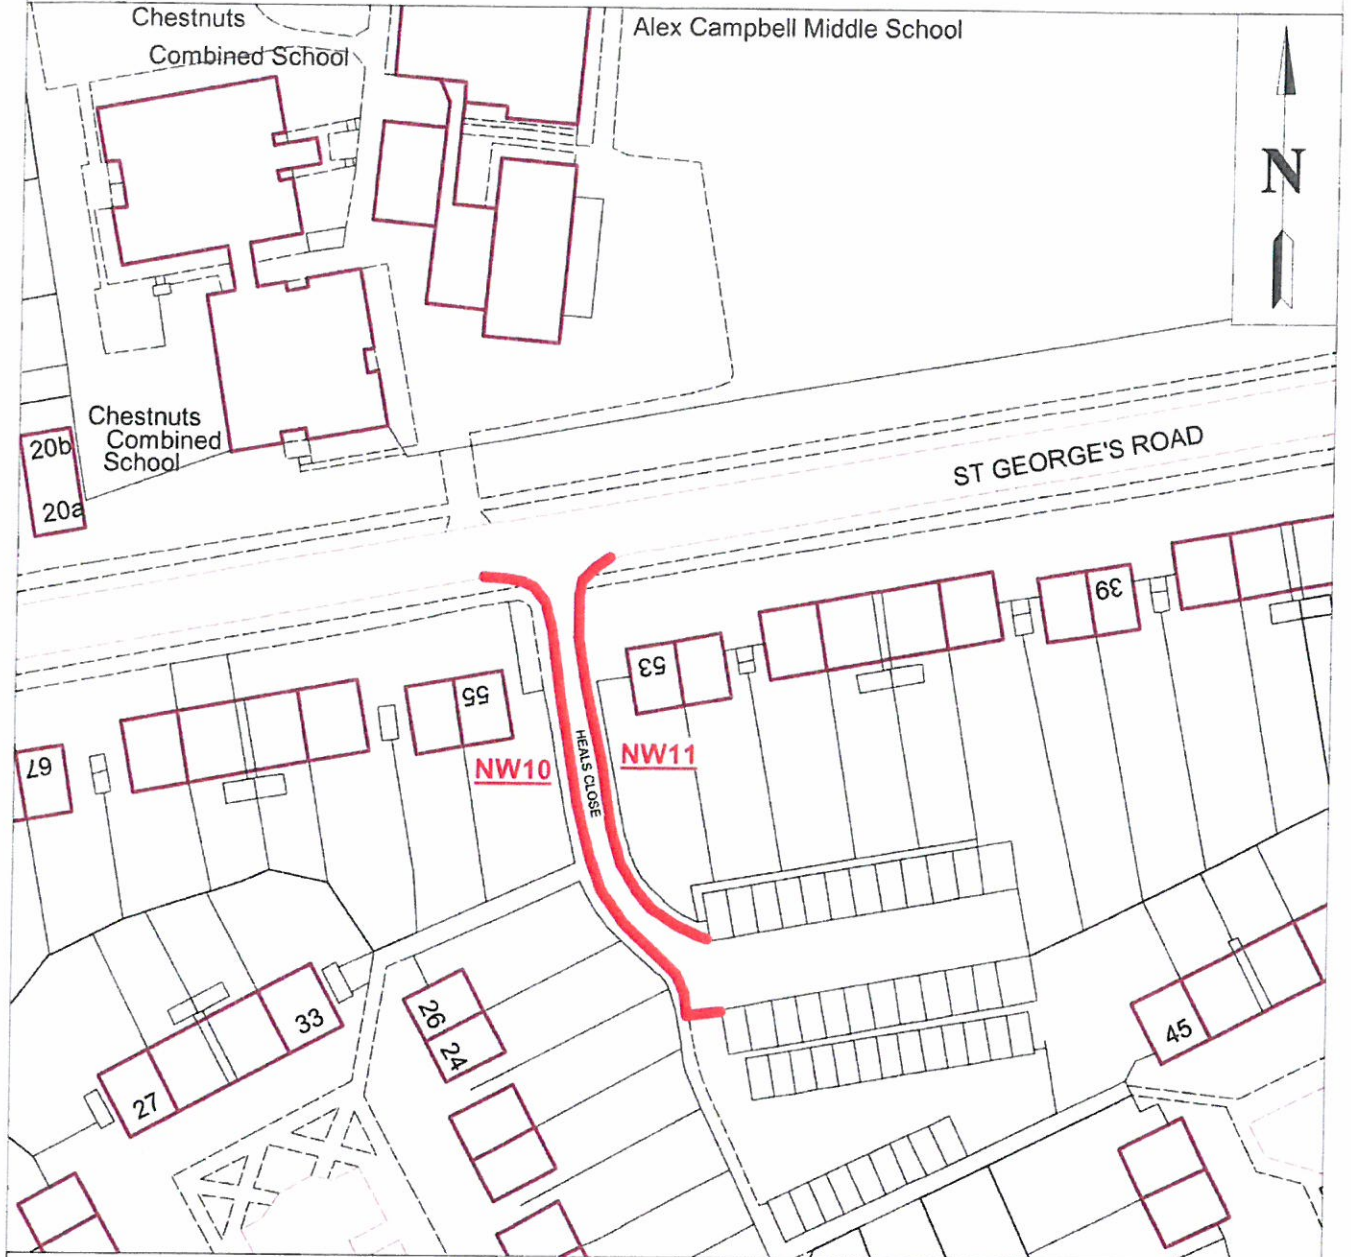 Chestnuts
Combined School
Alex Campbell Middle School
N
Chestnuts
Combined
School
20b
20a
ST GEORGE'S ROAD
39
53
55
67
NW10
NW11
HEALS CLOSE
26
24
33
27
45